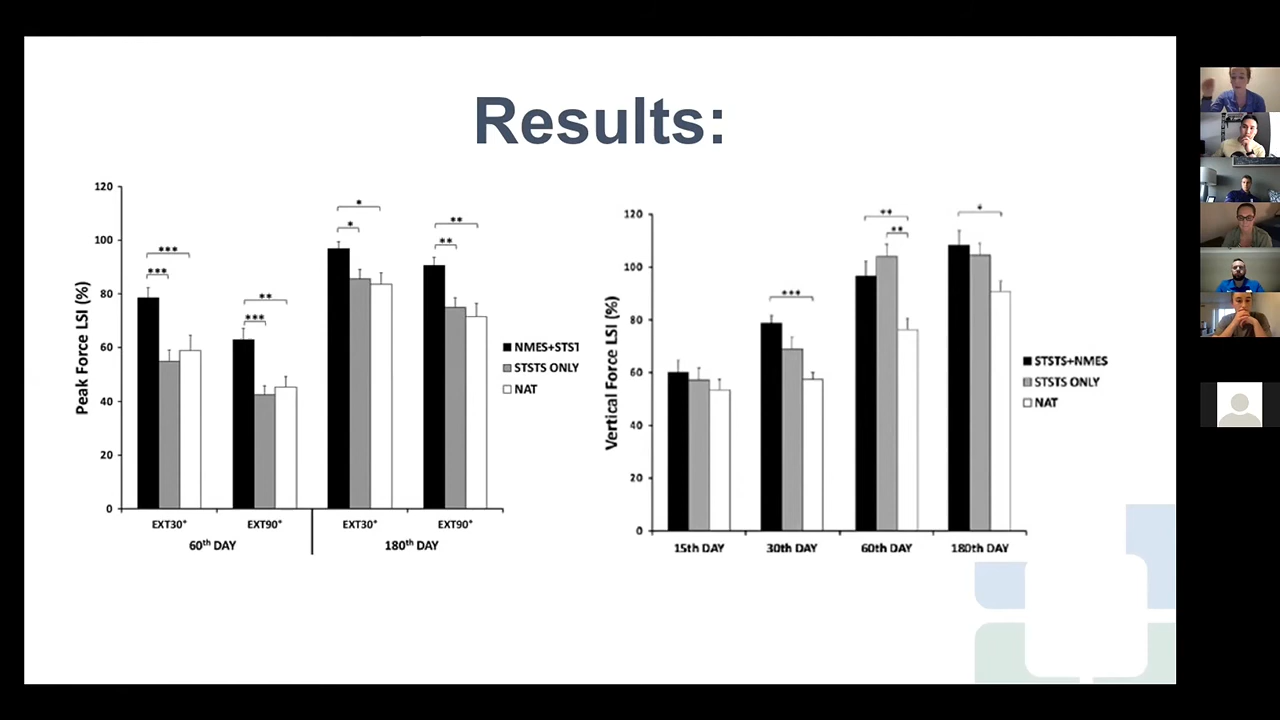 Results:
120
100
80
60
40
20
0
Peak Force LSI (%)
***
***
**
***
*
*
**
**
EXT30°
EXT90°
EXT30°
EXT90°
60th DAY
180th DAY
NMES+STST
STSTS ONLY
NAT
120
100
80
60
40
20
0
Vertical Force LSI (%)
***
**
**
*
15th DAY
30th DAY
60th DAY
180th DAY
STSTS+NMES
STSTS ONLY
NAT